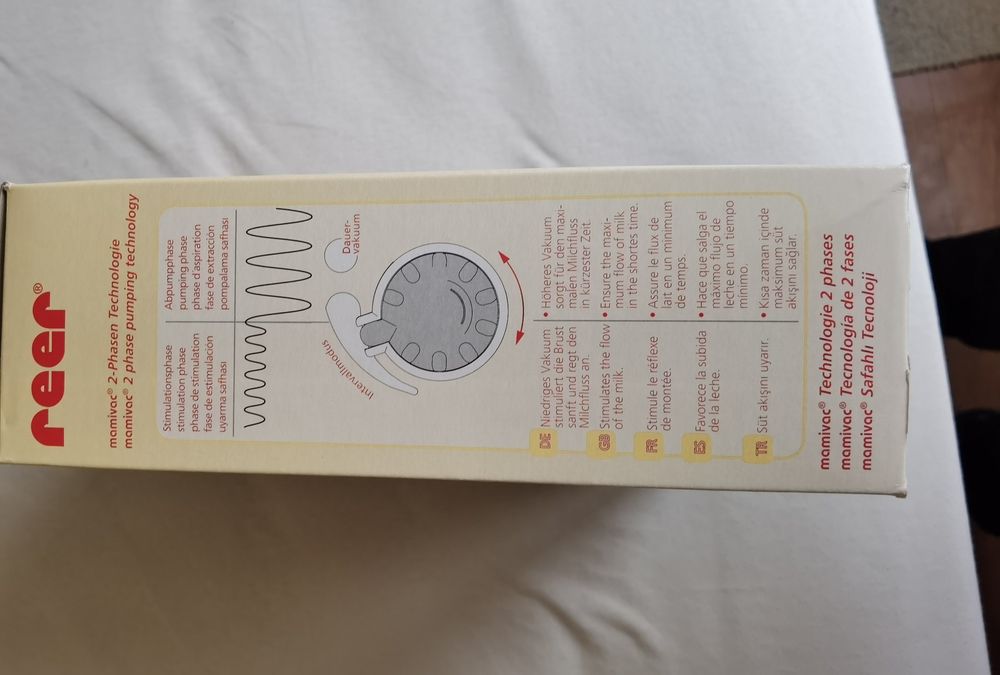 reer®
mamivac® 2-Phasen Technologie
mamivac® 2 phase pumping technology
Stimulationsphase
stimulation phase
phase de stimulation
fase de estimulación
uyarma safhası
Abpumpphase
pumping phase
phase d'aspiration
fase de extracción
pompalama safhası
Intervallmodus
Dauer-
vakuum
DE Niedriges Vakuum
stimuliert die Brust
sanft und regt den
Milchfluss an.
• Höheres Vakuum
sorgt für den maxi-
malen Milchfluss
in kürzester Zeit.
GB Stimulates the flow
of the milk.
• Ensure the maxi-
mum flow of milk
in the shortes time.
FR Stimule le réflexe
de montée.
• Assure le flux de
lait en un minimum
de temps.
ES Favorece la subida
de la leche.
• Hace que salga el
máximo flujo de
leche en un tiempo
mínimo.
TR Süt akışını uyarır.
• Kısa zaman içinde
maksimum süt
akışını sağlar.
mamivac® Technologie 2 phases
mamivac® Tecnología de 2 fases
mamivac® Safahlı Tecnoloji